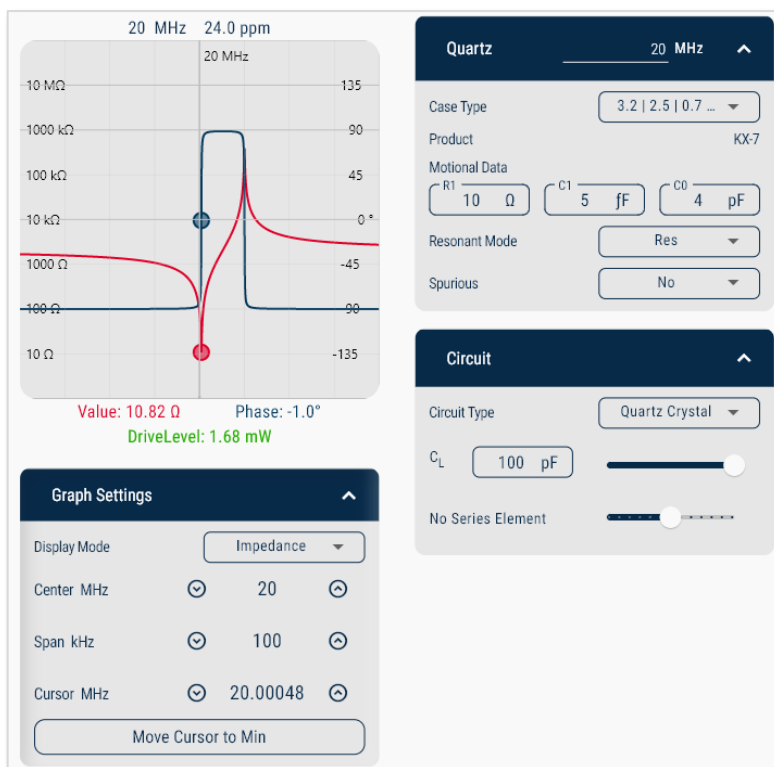 20 MHz 24.0 ppm
20 MHz
10 MΩ 135
1000 kΩ 90
100 kΩ 45
10 kΩ 0 °
1000 Ω -45
100 Ω -90
10 Ω -135
Value: 10.82 Ω Phase: -1.0°
DriveLevel: 1.68 mW
Graph Settings
Display Mode Impedance
Center MHz 20
Span kHz 100
Cursor MHz 20.00048
Move Cursor to Min
Quartz 20 MHz
Case Type 3.2 | 2.5 | 0.7 ...
Product KX-7
Motional Data
R1 10 Ω C1 5 fF C0 4 pF
Resonant Mode Res
Spurious No
Circuit
Circuit Type Quartz Crystal
CL 100 pF
No Series Element